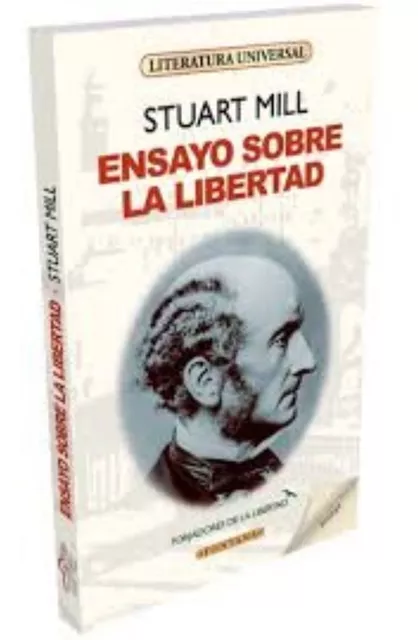 LITERATURA UNIVERSAL
STUART MILL
ENSAYO SOBRE
LA LIBERTAD
FORJADORES DE LA LIBERTAD
ENSAYO SOBRE LA LIBERTAD · STUART MILL